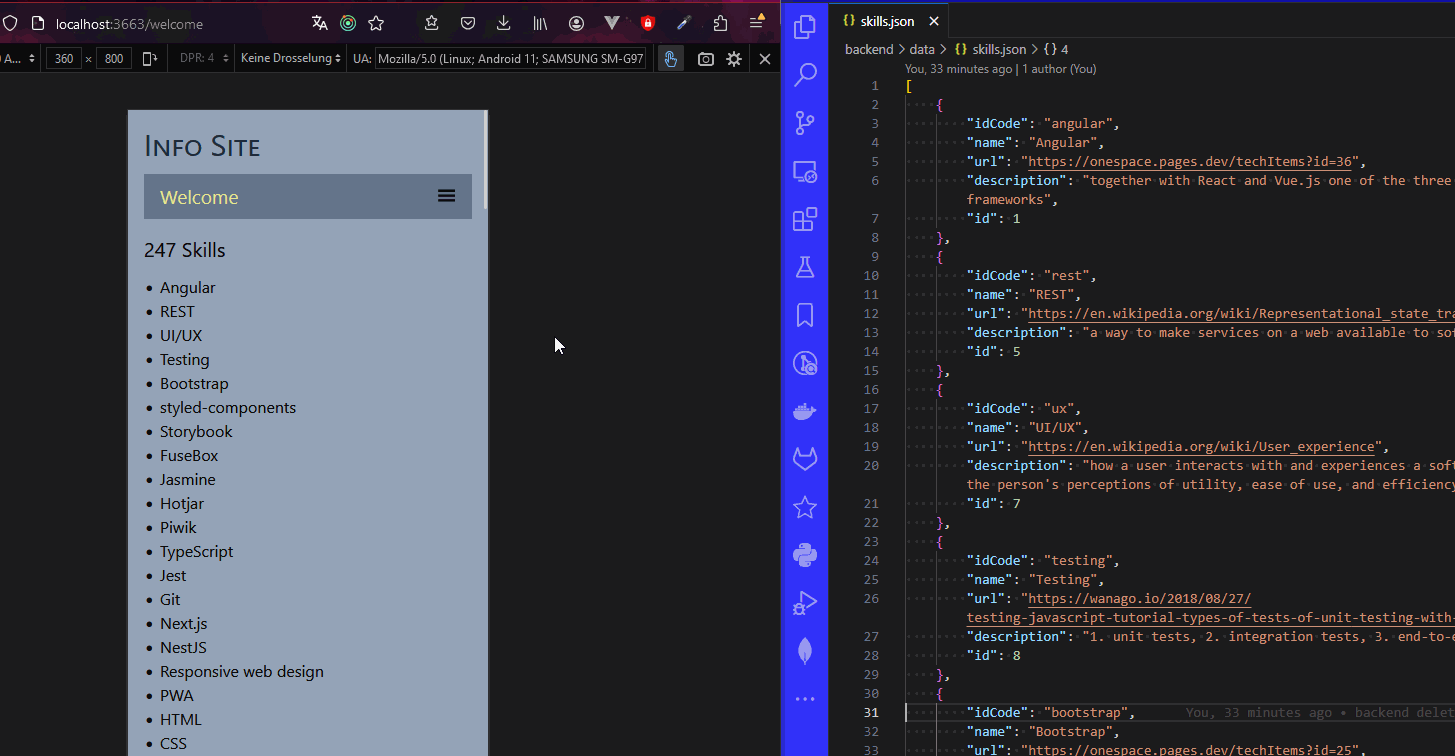 localhost:3663/welcome
A... 360 × 800 DPR: 4 Keine Drosselung UA: Mozilla/5.0 (Linux; Android 11; SAMSUNG SM-G97
Info Site
Welcome
247 Skills
• Angular
• REST
• UI/UX
• Testing
• Bootstrap
• styled-components
• Storybook
• FuseBox
• Jasmine
• Hotjar
• Piwik
• TypeScript
• Jest
• Git
• Next.js
• NestJS
• Responsive web design
• PWA
• HTML
• CSS
{} skills.json ×
backend > data > {} skills.json > {} 4
You, 33 minutes ago | 1 author (You)
1 [
2 {
3 "idCode": "angular",
4 "name": "Angular",
5 "url": "https://onespace.pages.dev/techItems?id=36",
6 "description": "together with React and Vue.js one of the three
frameworks",
7 "id": 1
8 },
9 {
10 "idCode": "rest",
11 "name": "REST",
12 "url": "https://en.wikipedia.org/wiki/Representational_state_tra
13 "description": "a way to make services on a web available to sof
14 "id": 5
15 },
16 {
17 "idCode": "ux",
18 "name": "UI/UX",
19 "url": "https://en.wikipedia.org/wiki/User_experience",
20 "description": "how a user interacts with and experiences a soft
the person's perceptions of utility, ease of use, and efficiency
21 "id": 7
22 },
23 {
24 "idCode": "testing",
25 "name": "Testing",
26 "url": "https://wanago.io/2018/08/27/
testing-javascript-tutorial-types-of-tests-of-unit-testing-with-
27 "description": "1. unit tests, 2. integration tests, 3. end-to-e
28 "id": 8
29 },
30 {
31 "idCode": "bootstrap", You, 33 minutes ago • backend delet
32 "name": "Bootstrap",
33 "url": "https://onespace.pages.dev/techItems?id=25",